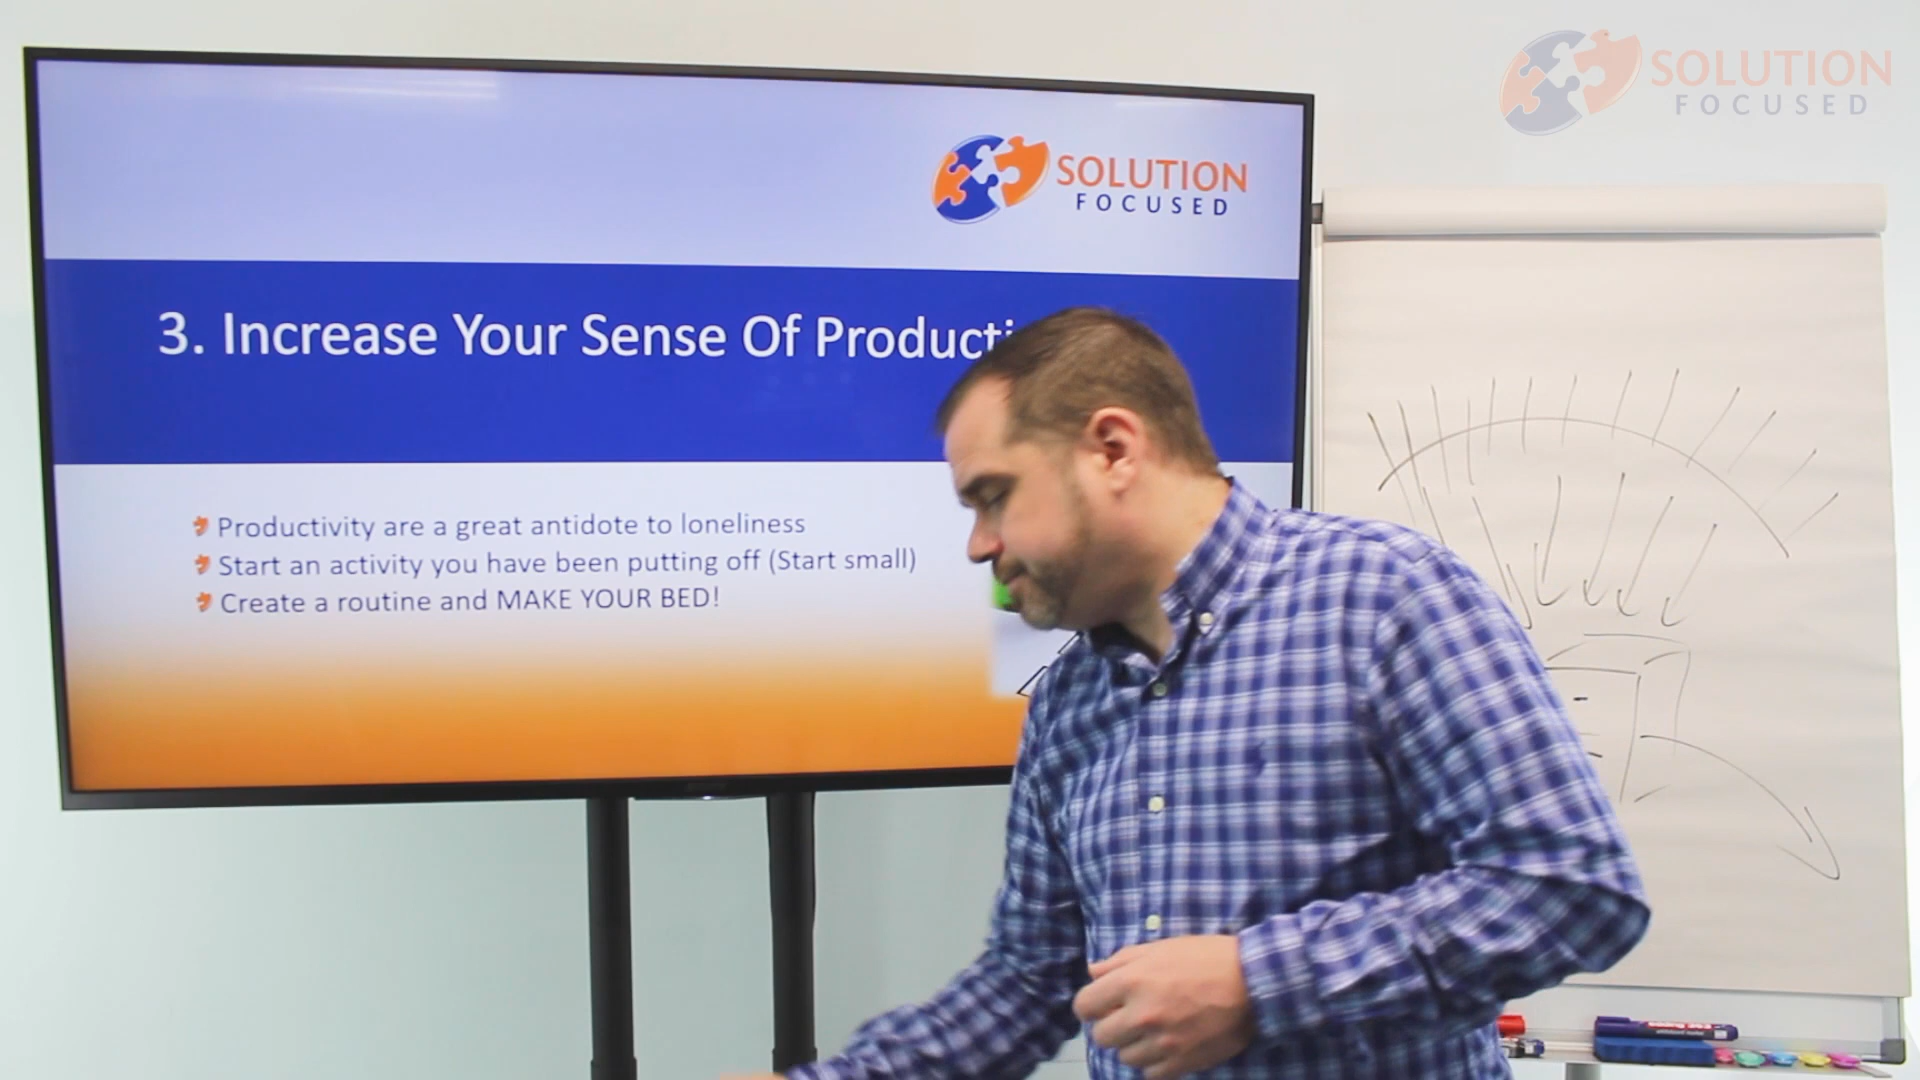 SOLUTION
FOCUSED
SOLUTION
FOCUSED
3. Increase Your Sense Of Producti
Productivity are a great antidote to loneliness
Start an activity you have been putting off (Start small)
Create a routine and MAKE YOUR BED!